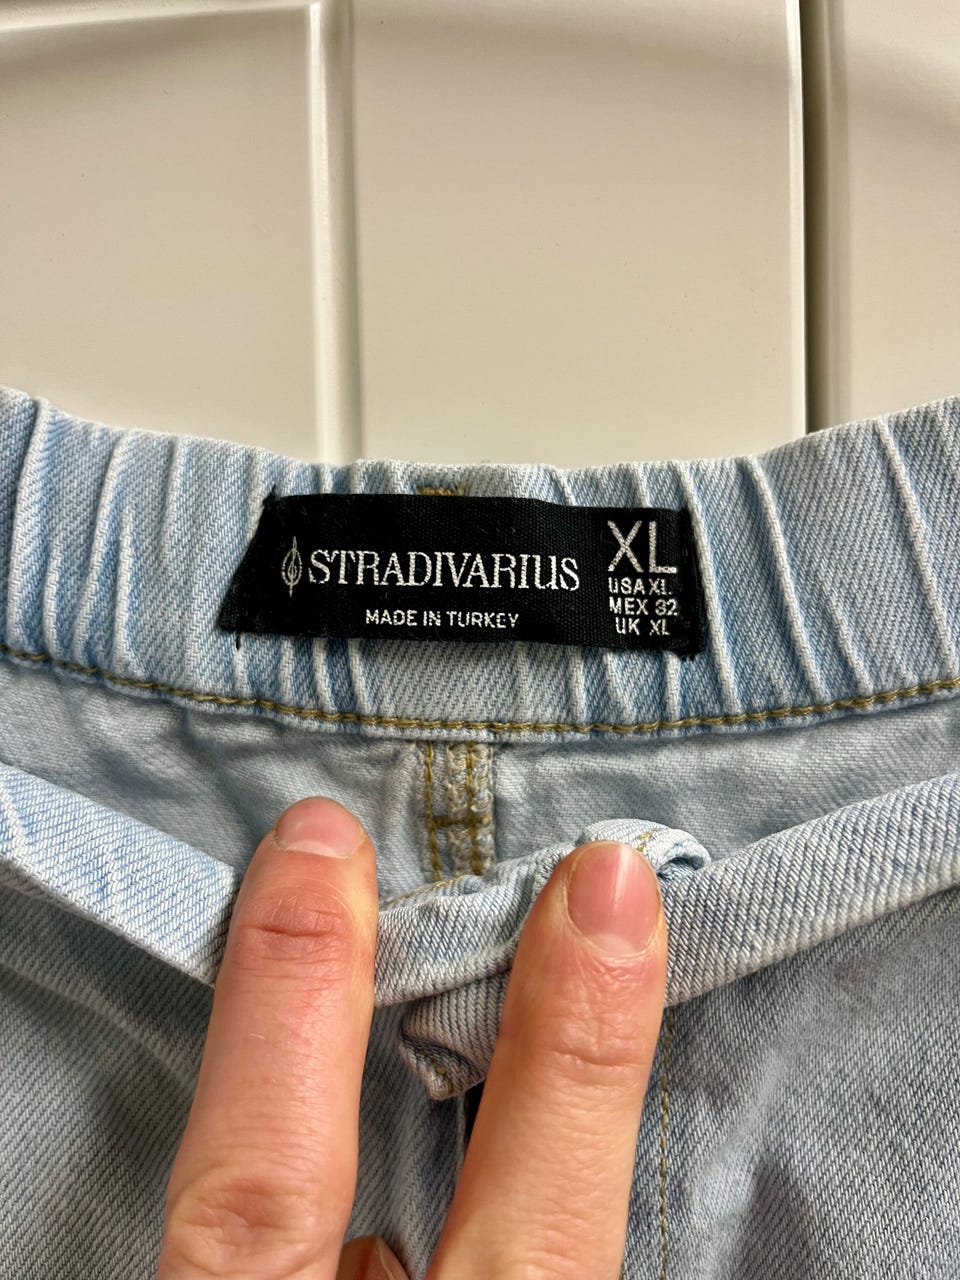 STRADIVARIUS
MADE IN TURKEY
XL
USA XL
MEX 32
UK XL